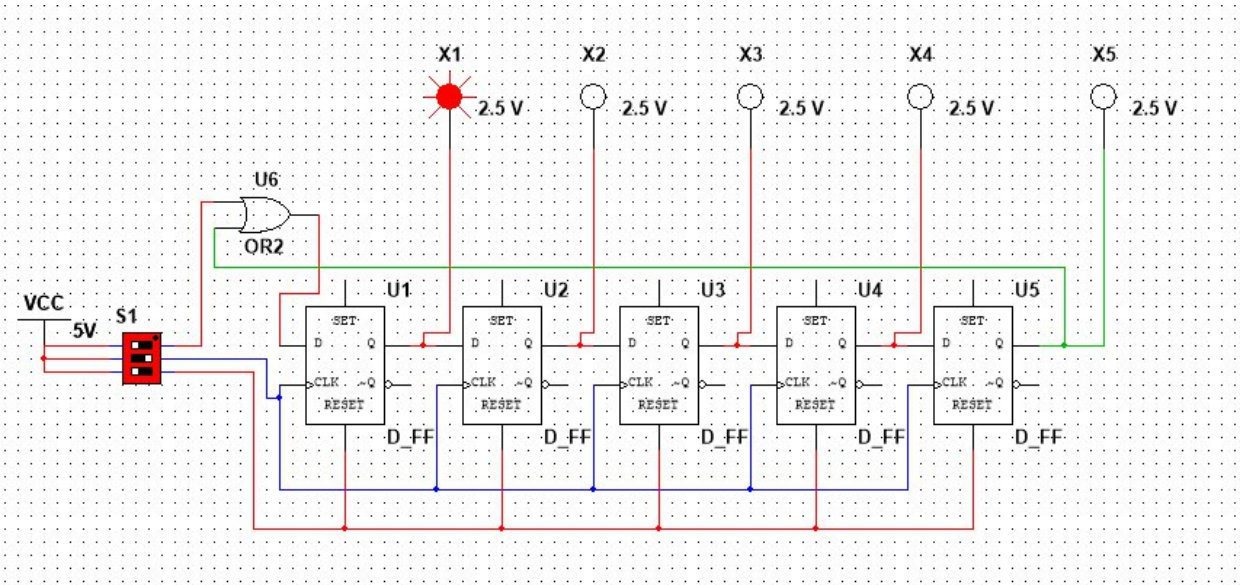 X1 X2 X3 X4 X5
2.5 V 2.5 V 2.5 V 2.5 V 2.5 V
U6
OR2
U1 U2 U3 U4 U5
VCC
5V
S1
SET SET SET SET SET
D Q D Q D Q D Q D Q
CLK ~Q CLK ~Q CLK ~Q CLK ~Q CLK ~Q
RESET RESET RESET RESET RESET
D_FF D_FF D_FF D_FF D_FF